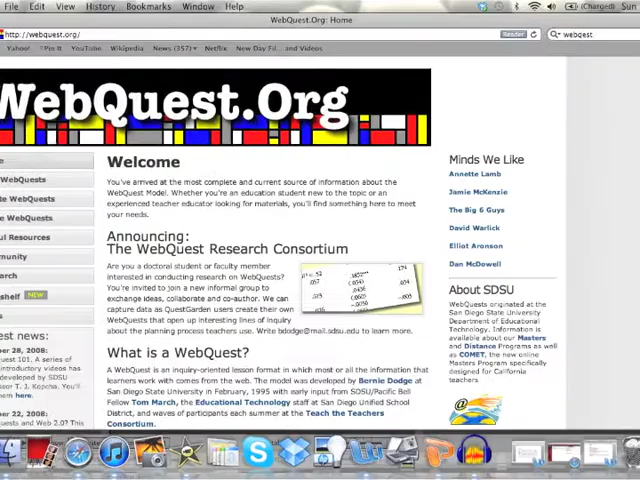 File Edit View History Bookmarks Window Help (Charged) Sun
WebQuest.Org: Home
http://webquest.org/ Reader webqest
Yahoo! Pin It YouTube Wikipedia News (357) Netflix New Day Fil... and Videos
WebQuest.Org
Welcome
You've arrived at the most complete and current source of information about the
WebQuest Model. Whether you're an education student new to the topic or an
experienced teacher educator looking for materials, you'll find something here to meet
your needs.
Announcing:
The WebQuest Research Consortium
Are you a doctoral student or faculty member
interested in conducting research on WebQuests?
You're invited to join a new informal group to
exchange ideas, collaborate and co-author. We can
capture data as QuestGarden users create their own
WebQuests that open up interesting lines of inquiry
about the planning process teachers use. Write bdodge@mail.sdsu.edu to learn more.
What is a WebQuest?
A WebQuest is an inquiry-oriented lesson format in which most or all the information that
learners work with comes from the web. The model was developed by Bernie Dodge at
San Diego State University in February, 1995 with early input from SDSU/Pacific Bell
Fellow Tom March, the Educational Technology staff at San Diego Unified School
District, and waves of participants each summer at the Teach the Teachers
Consortium.
WebQuests
te WebQuests
e WebQuests
ul Resources
munity
arch
shelf NEW
test news:
ber 28, 2008:
Quest 101. A series of
introductory videos has
developed by SDSU
ssor T. J. Kopcha. You'll
them here.
ber 22, 2008:
Quests and Web 2.0? This
Minds We Like
Annette Lamb
Jamie McKenzie
The Big 6 Guys
David Warlick
Elliot Aronson
Dan McDowell
About SDSU
WebQuests originated at the
San Diego State University
Department of Educational
Technology. Information is
available about our Masters
and Distance Programs as well
as COMET, the new online
Masters Program specifically
designed for California
teachers